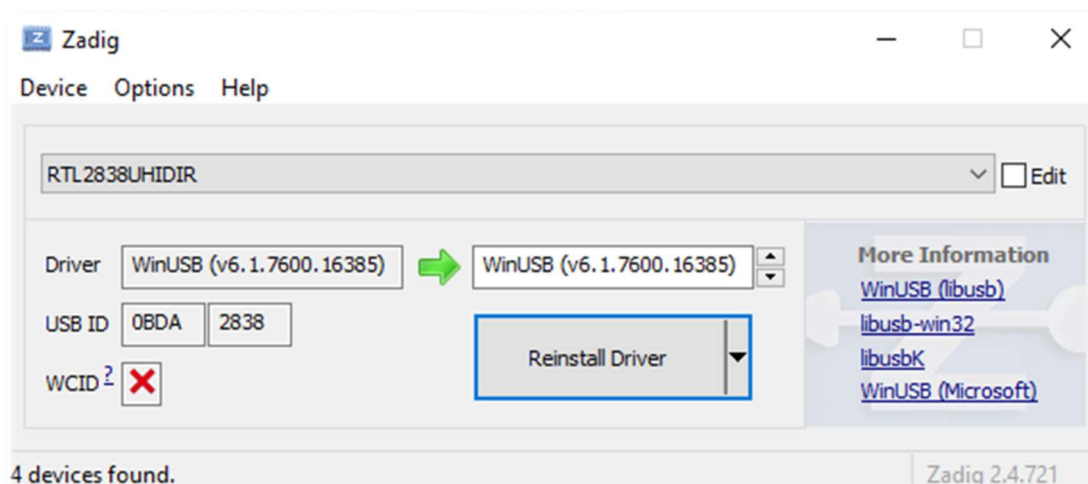 Zadig
Device Options Help
RTL2838UHIDIR
Edit
Driver WinUSB (v6.1.7600.16385) WinUSB (v6.1.7600.16385)
USB ID 0BDA 2838
WCID ?
Reinstall Driver
More Information
WinUSB (libusb)
libusb-win32
libusbK
WinUSB (Microsoft)
4 devices found.
Zadig 2.4.721